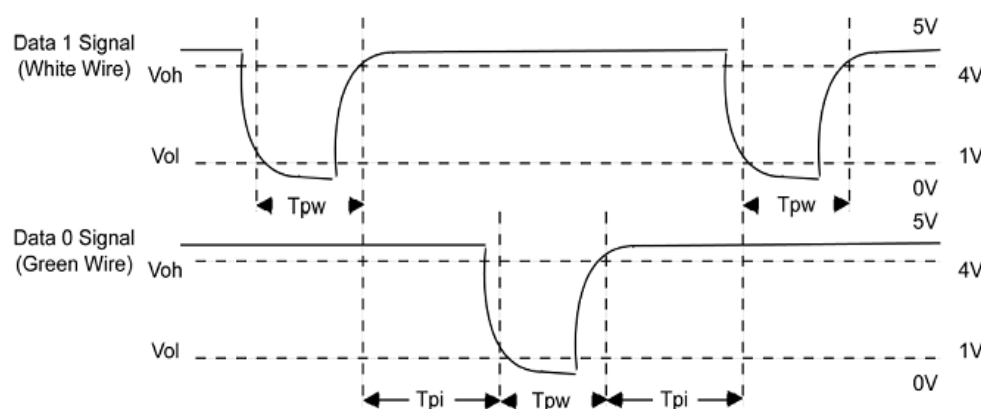 5V
Data 1 Signal
(White Wire)
Voh
4V
Vol
1V
0V
Tpw
Tpw
5V
Data 0 Signal
(Green Wire)
Voh
4V
Vol
1V
0V
Tpi
Tpw
Tpi